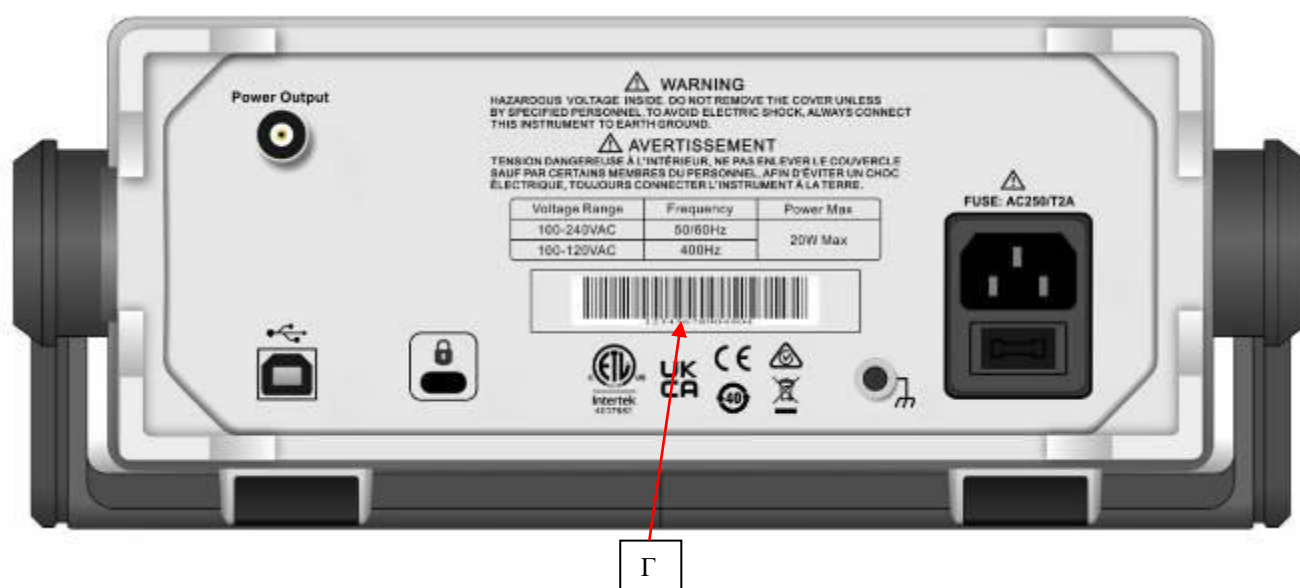 Power Output
WARNING
HAZARDOUS VOLTAGE INSIDE. DO NOT REMOVE THE COVER UNLESS
BY SPECIFIED PERSONNEL. TO AVOID ELECTRIC SHOCK, ALWAYS CONNECT
THIS INSTRUMENT TO EARTH GROUND.
AVERTISSEMENT
TENSION DANGEREUSE À L'INTÉRIEUR, NE PAS ENLEVER LE COUVERCLE
SAUF PAR CERTAINS MEMBRES DU PERSONNEL, AFIN D'ÉVITER UN CHOC
ÉLECTRIQUE, TOUJOURS CONNECTER L'INSTRUMENT À LA TERRE.
FUSE: AC250/T2A
Voltage Range Frequency Power Max
100-240VAC 50/60Hz 20W Max
100-120VAC 400Hz
ETL
Intertek
UK
CA
CE
40
Г